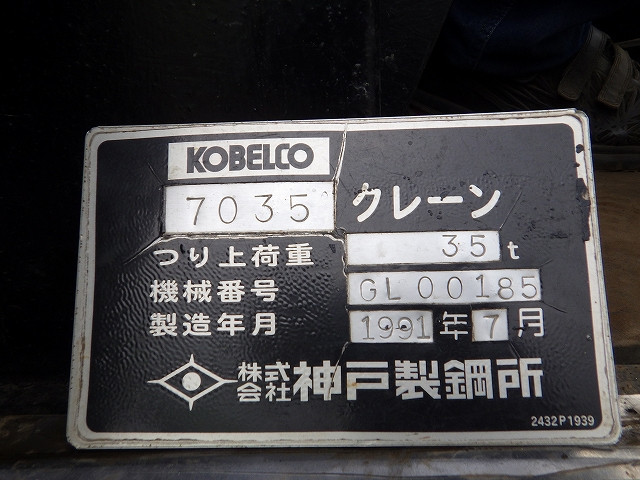 KOBELCO
7035 クレーン
つり上荷重 35 t
機械番号 GL00185
製造年月 1991 年 7 月
株式会社 神戸製鋼所
2432P1939